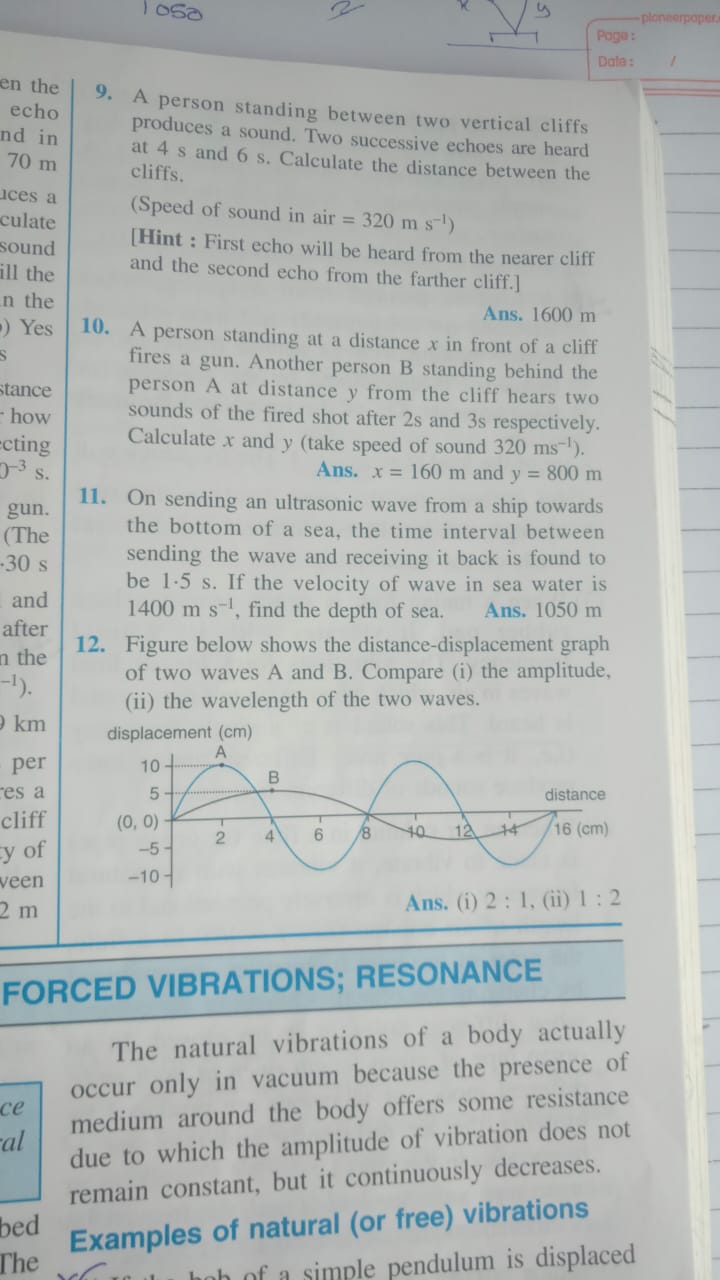 1050
2
x
y
pioneerpaper.
Page:
Date: /
en the
echo
nd in
70 m
uces a
culate
sound
ill the
n the
) Yes
s
stance
how
ecting
0–3 s.
gun.
(The
·30 s
and
after
n the
–1).
km
per
res a
cliff
y of
veen
2 m
9. A person standing between two vertical cliffs
produces a sound. Two successive echoes are heard
at 4 s and 6 s. Calculate the distance between the
cliffs.
(Speed of sound in air = 320 m s–1)
[Hint : First echo will be heard from the nearer cliff
and the second echo from the farther cliff.]
Ans. 1600 m
10. A person standing at a distance x in front of a cliff
fires a gun. Another person B standing behind the
person A at distance y from the cliff hears two
sounds of the fired shot after 2s and 3s respectively.
Calculate x and y (take speed of sound 320 ms–1).
Ans. x = 160 m and y = 800 m
11. On sending an ultrasonic wave from a ship towards
the bottom of a sea, the time interval between
sending the wave and receiving it back is found to
be 1·5 s. If the velocity of wave in sea water is
1400 m s–1, find the depth of sea. Ans. 1050 m
12. Figure below shows the distance-displacement graph
of two waves A and B. Compare (i) the amplitude,
(ii) the wavelength of the two waves.
displacement (cm)
A
10
B
5
distance
(0, 0)
2 4 6 8 10 12 14 16 (cm)
–5
–10
Ans. (i) 2 : 1, (ii) 1 : 2
FORCED VIBRATIONS; RESONANCE
The natural vibrations of a body actually
occur only in vacuum because the presence of
medium around the body offers some resistance
due to which the amplitude of vibration does not
remain constant, but it continuously decreases.
Examples of natural (or free) vibrations
bob of a simple pendulum is displaced
ce
al
bed
The